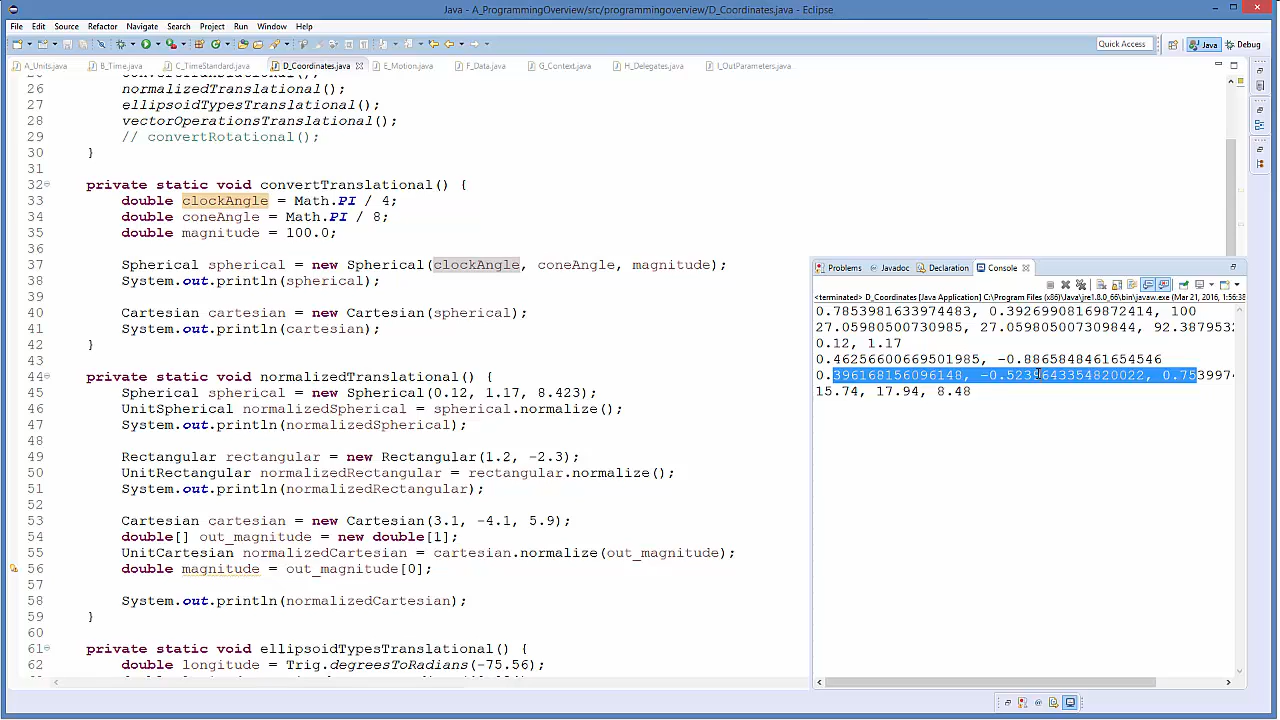 Java - A_ProgrammingOverview/src/programmingoverview/D_Coordinates.java - Eclipse
File Edit Source Refactor Navigate Search Project Run Window Help
Quick Access Java Debug
A_Units.java B_Time.java C_TimeStandard.java D_Coordinates.java E_Motion.java F_Data.java G_Context.java H_Delegates.java I_OutParameters.java
26 normalizedTranslational();
27 ellipsoidTypesTranslational();
28 vectorOperationsTranslational();
29 // convertRotational();
30 }
31
32 private static void convertTranslational() {
33 double clockAngle = Math.PI / 4;
34 double coneAngle = Math.PI / 8;
35 double magnitude = 100.0;
36
37 Spherical spherical = new Spherical(clockAngle, coneAngle, magnitude);
38 System.out.println(spherical);
39
40 Cartesian cartesian = new Cartesian(spherical);
41 System.out.println(cartesian);
42 }
43
44 private static void normalizedTranslational() {
45 Spherical spherical = new Spherical(0.12, 1.17, 8.423);
46 UnitSpherical normalizedSpherical = spherical.normalize();
47 System.out.println(normalizedSpherical);
48
49 Rectangular rectangular = new Rectangular(1.2, -2.3);
50 UnitRectangular normalizedRectangular = rectangular.normalize();
51 System.out.println(normalizedRectangular);
52
53 Cartesian cartesian = new Cartesian(3.1, -4.1, 5.9);
54 double[] out_magnitude = new double[1];
55 UnitCartesian normalizedCartesian = cartesian.normalize(out_magnitude);
56 double magnitude = out_magnitude[0];
57
58 System.out.println(normalizedCartesian);
59 }
60
61 private static void ellipsoidTypesTranslational() {
62 double longitude = Trig.degreesToRadians(-75.56);
Problems Javadoc Declaration Console
<terminated> D_Coordinates [Java Application] C:\Program Files (x86)\Java\jre1.8.0_66\bin\javaw.exe (Mar 21, 2016, 1:56:38
0.7853981633974483, 0.39269908169872414, 100
27.05980500730985, 27.059805007309844, 92.3879532
0.12, 1.17
0.46256600669501985, -0.8865848461654546
0.396168156096148, -0.5239643354820022, 0.753997
15.74, 17.94, 8.48